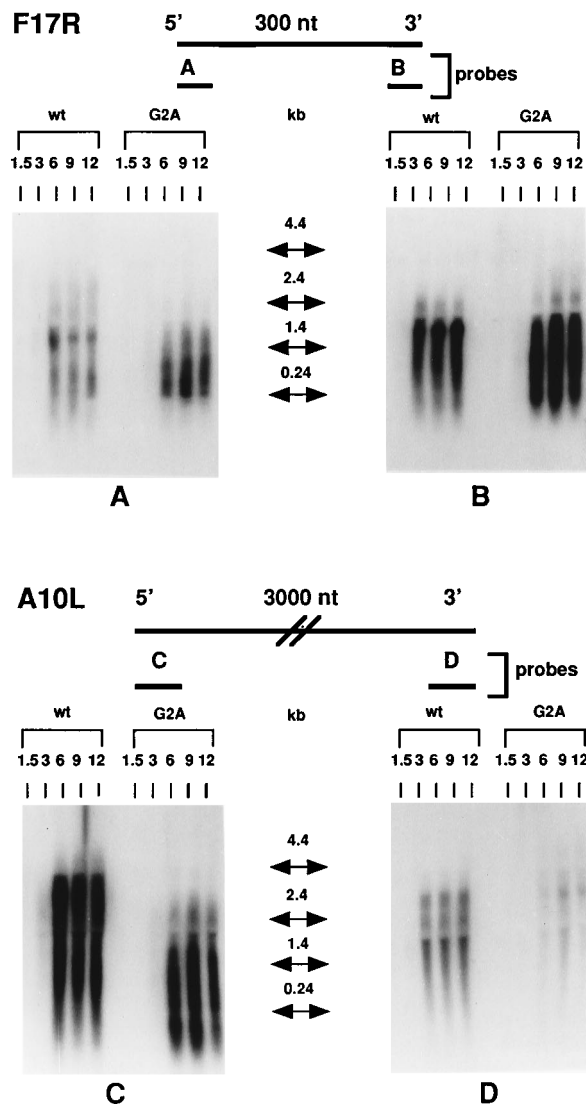 F17R 5' 300 nt 3'
A B probes
wt G2A kb wt G2A
1.5 3 6 9 12 1.5 3 6 9 12 1.5 3 6 9 12 1.5 3 6 9 12
4.4
2.4
1.4
0.24
A B
A10L 5' 3000 nt 3'
C D probes
wt G2A kb wt G2A
1.5 3 6 9 12 1.5 3 6 9 12 1.5 3 6 9 12 1.5 3 6 9 12
4.4
2.4
1.4
0.24
C D